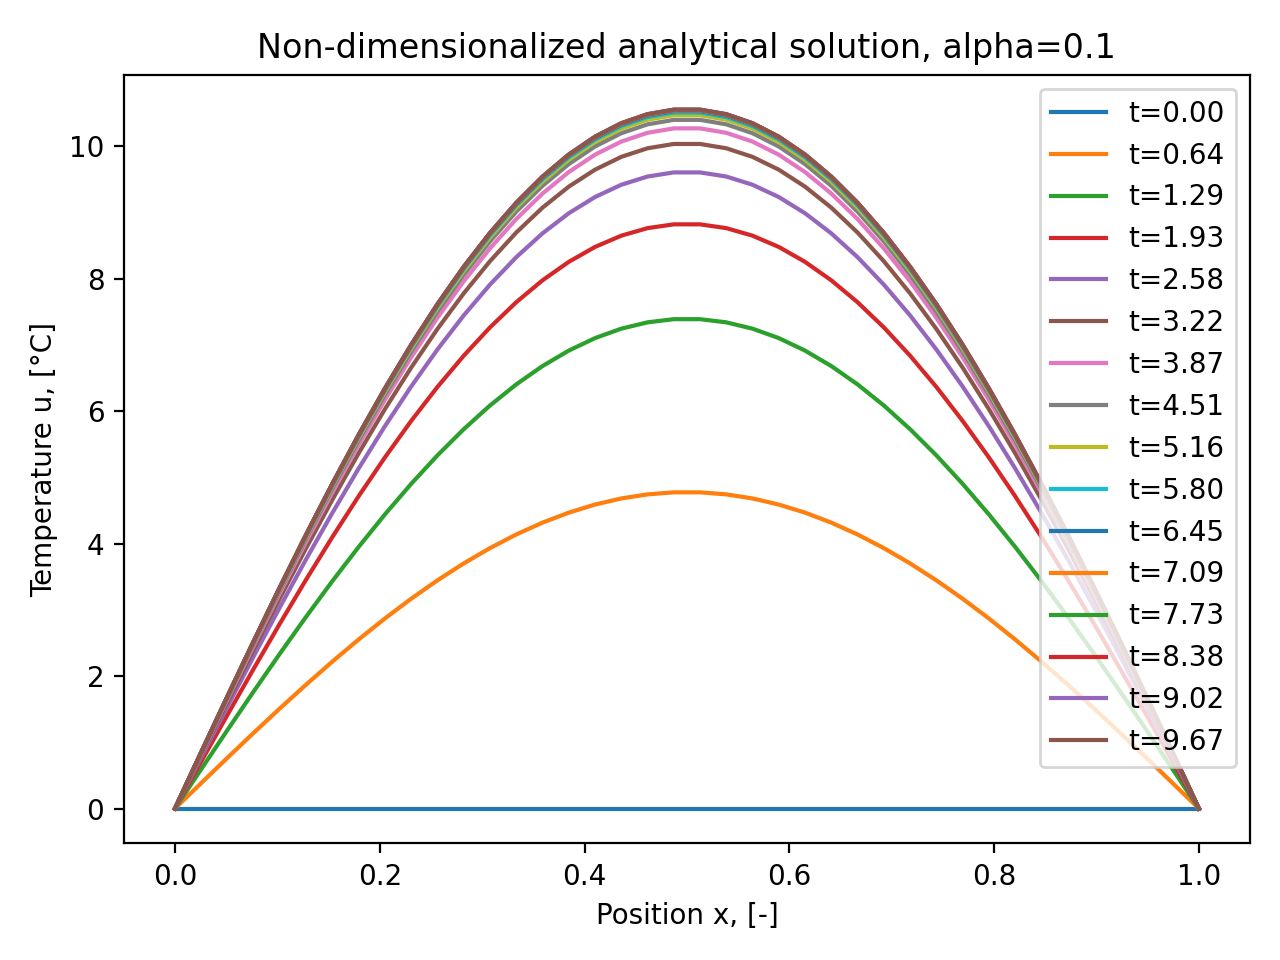 Non-dimensionalized analytical solution, alpha=0.1
Temperature u, [°C]
10
8
6
4
2
0
0.0 0.2 0.4 0.6 0.8 1.0
Position x, [-]
t=0.00
t=0.64
t=1.29
t=1.93
t=2.58
t=3.22
t=3.87
t=4.51
t=5.16
t=5.80
t=6.45
t=7.09
t=7.73
t=8.38
t=9.02
t=9.67